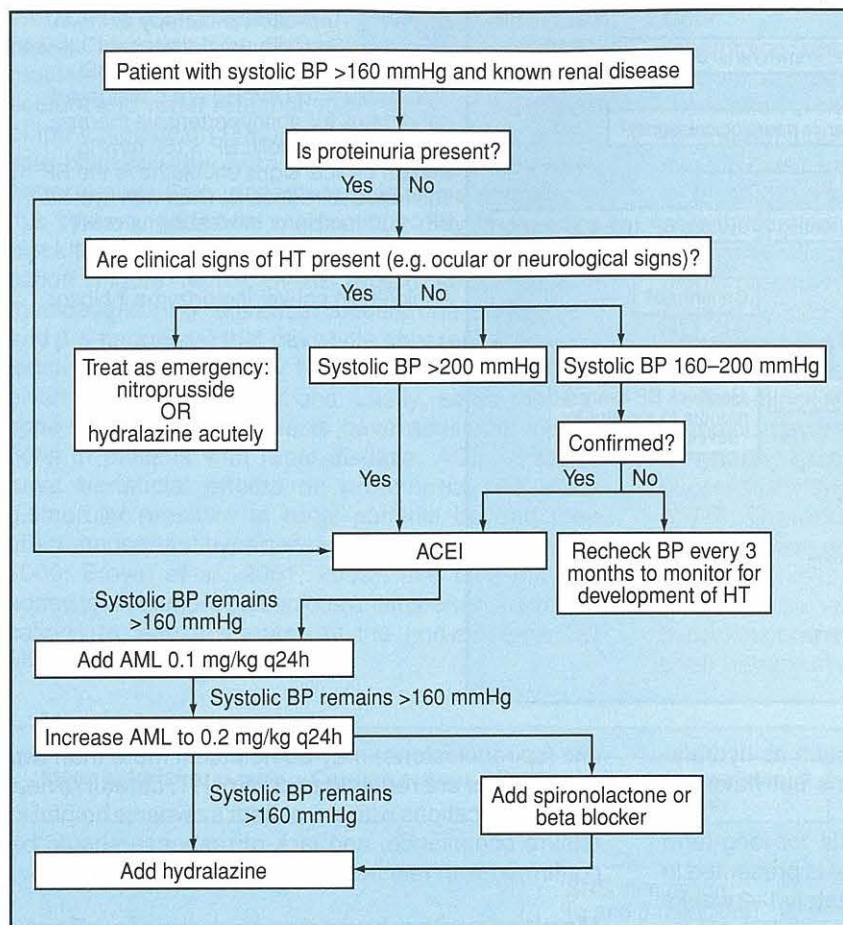 Patient with systolic BP >160 mmHg and known renal disease
Is proteinuria present?
Yes No
Are clinical signs of HT present (e.g. ocular or neurological signs)?
Yes No
Treat as emergency:
nitroprusside
OR
hydralazine acutely
Systolic BP >200 mmHg
Systolic BP 160–200 mmHg
Confirmed?
Yes
Yes No
ACEI
Recheck BP every 3
months to monitor for
development of HT
Systolic BP remains
>160 mmHg
Add AML 0.1 mg/kg q24h
Systolic BP remains >160 mmHg
Increase AML to 0.2 mg/kg q24h
Systolic BP remains
>160 mmHg
Add spironolactone or
beta blocker
Add hydralazine